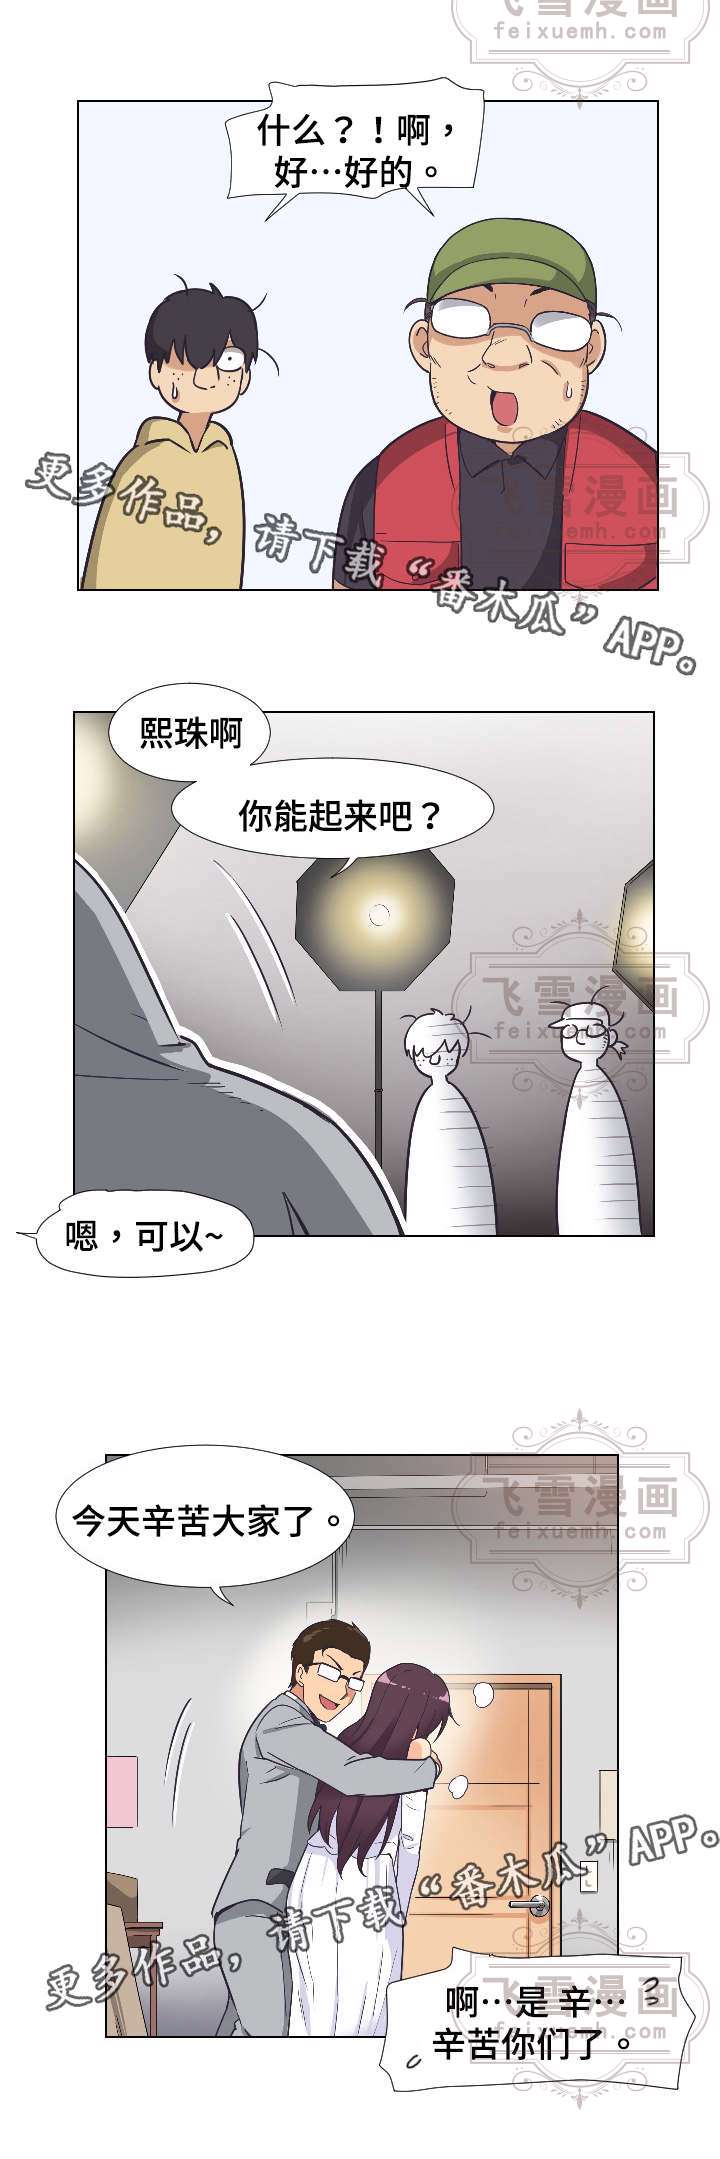 飞雪漫画
feixuemh.com
什么？！啊，
好…好的。
飞雪漫画
feixuemh.com
更多作品，请下载“番木瓜”APP。
熙珠啊
你能起来吧？
飞雪漫画
feixuemh.com
嗯，可以~
飞雪漫画
feixuemh.com
今天辛苦大家了。
更多作品，请下载“番木瓜”APP。
飞雪漫画
feixuemh.com
啊…是 辛…
辛苦你们了。